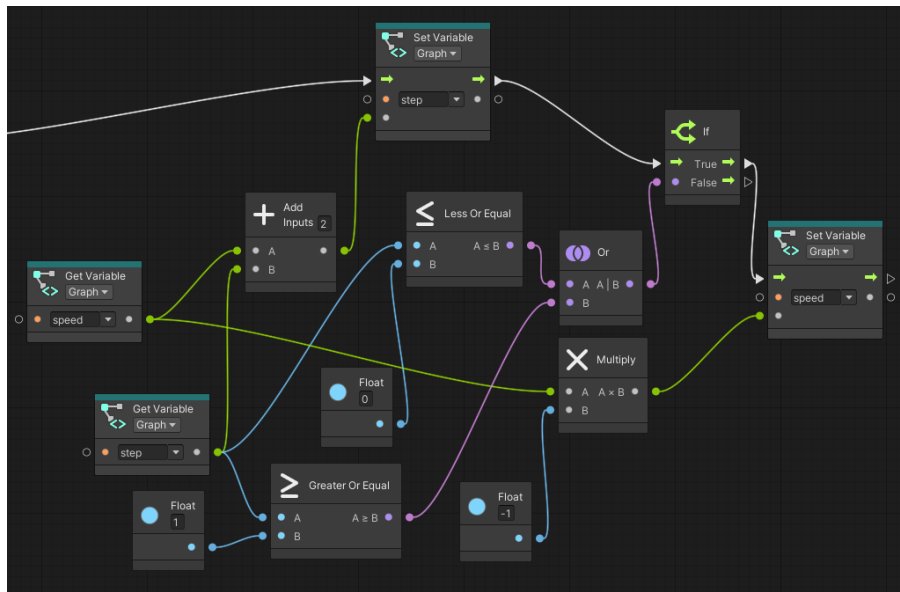 Set Variable
Graph
step
If
True
False
Add
Inputs 2
A
B
Less Or Equal
A A ≤ B
B
Set Variable
Graph
speed
Or
A A | B
B
Get Variable
Graph
speed
Multiply
A A × B
B
Float
0
Get Variable
Graph
step
Greater Or Equal
A A ≥ B
B
Float
1
Float
-1